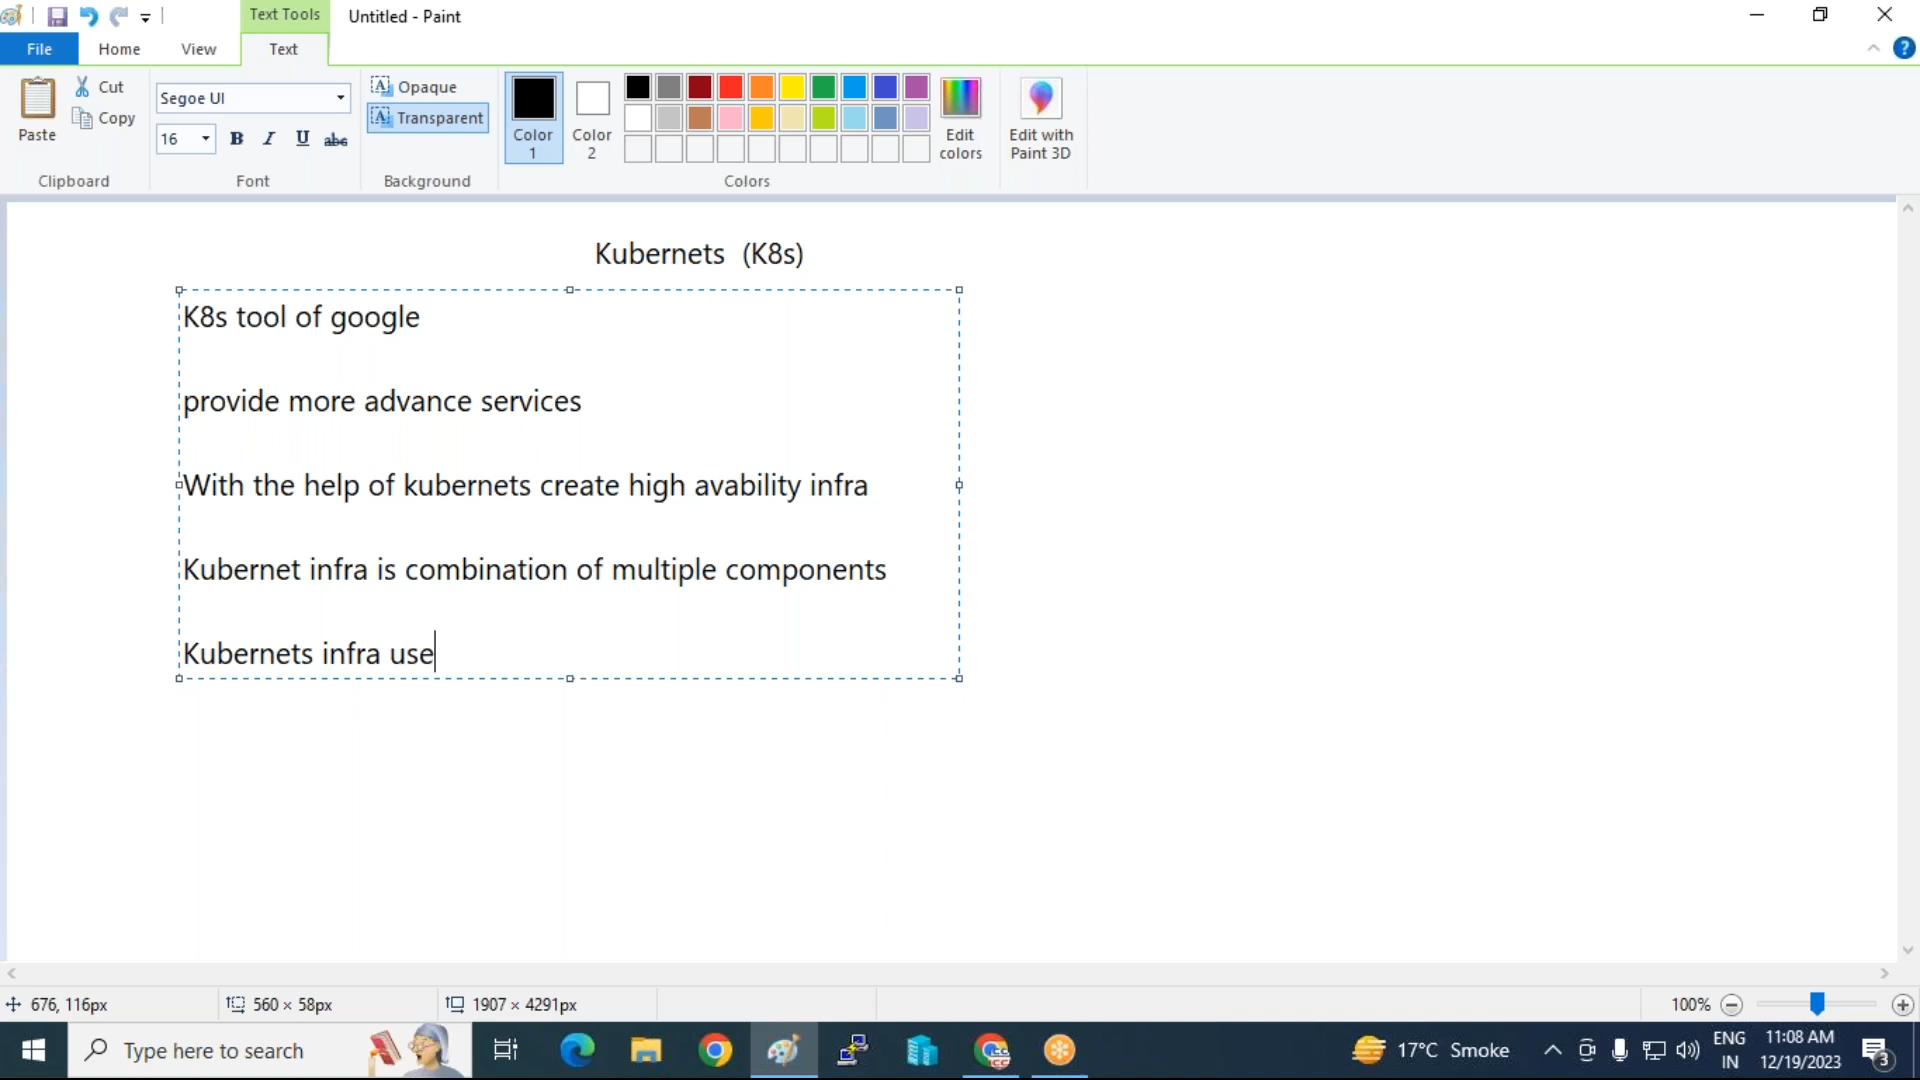 Text Tools
Untitled - Paint
File
Home
View
Text
Paste
Cut
Copy
Clipboard
Segoe UI
16
B I U abc
Font
Opaque
Transparent
Background
Color 1
Color 2
Edit colors
Colors
Edit with Paint 3D
Kubernets (K8s)
K8s tool of google
provide more advance services
With the help of kubernets create high avability infra
Kubernet infra is combination of multiple components
Kubernets infra use
676, 116px
560 × 58px
1907 × 4291px
100%
Type here to search
17°C Smoke
ENG
IN
11:08 AM
12/19/2023
3